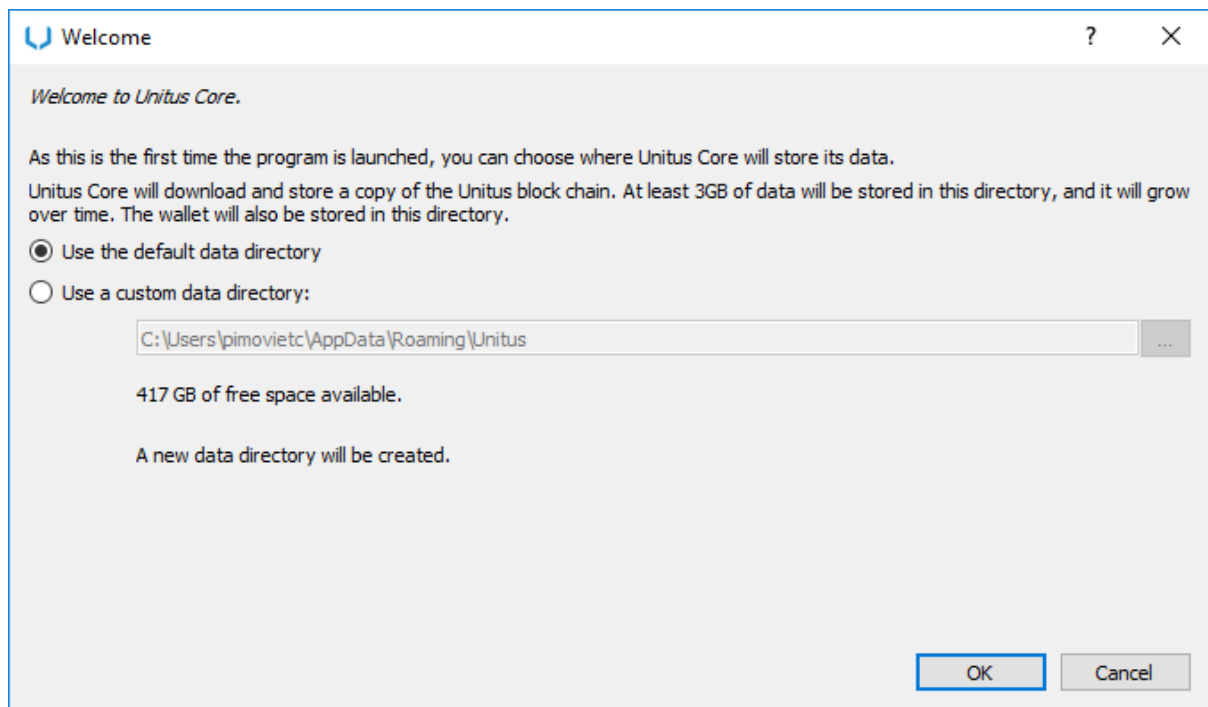 Welcome
?
Welcome to Unitus Core.
As this is the first time the program is launched, you can choose where Unitus Core will store its data.
Unitus Core will download and store a copy of the Unitus block chain. At least 3GB of data will be stored in this directory, and it will grow
over time. The wallet will also be stored in this directory.
Use the default data directory
Use a custom data directory:
C:\Users\pimovietc\AppData\Roaming\Unitus
...
417 GB of free space available.
A new data directory will be created.
OK
Cancel